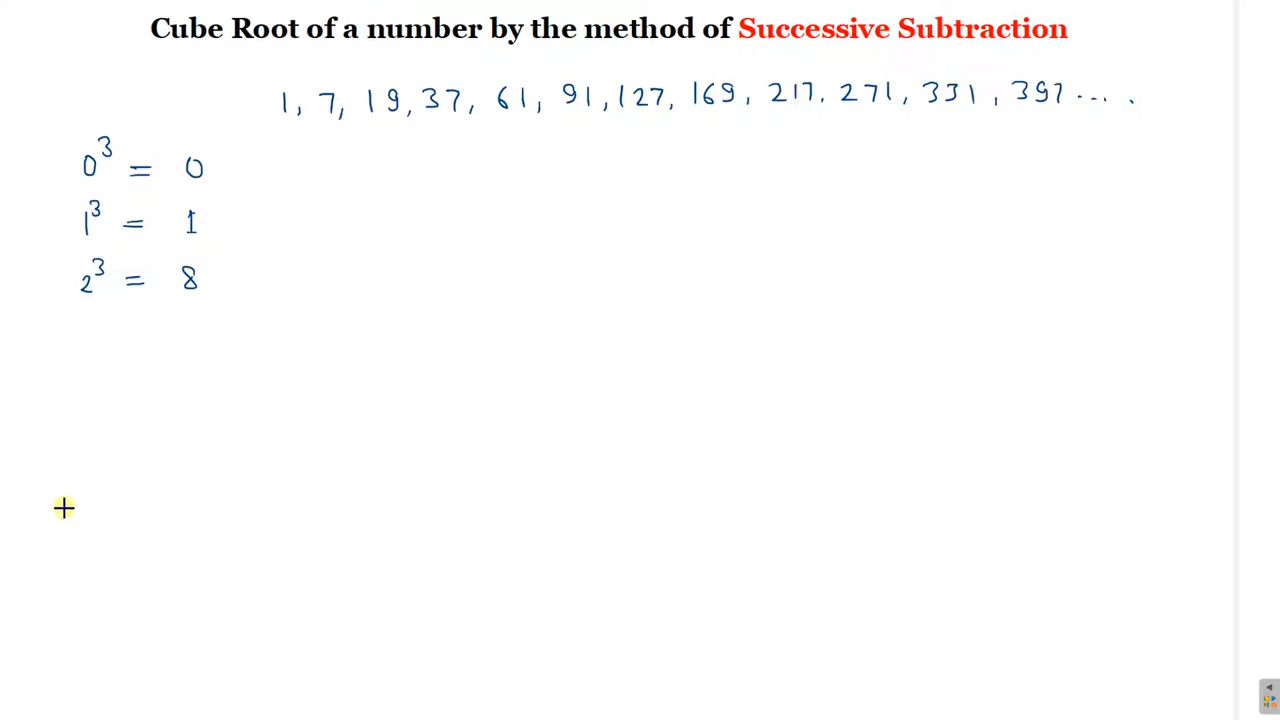 Cube Root of a number by the method of Successive Subtraction
1, 7, 19, 37, 61, 91, 127, 169, 217, 271, 331, 397 ....
0³ = 0
1³ = 1
2³ = 8